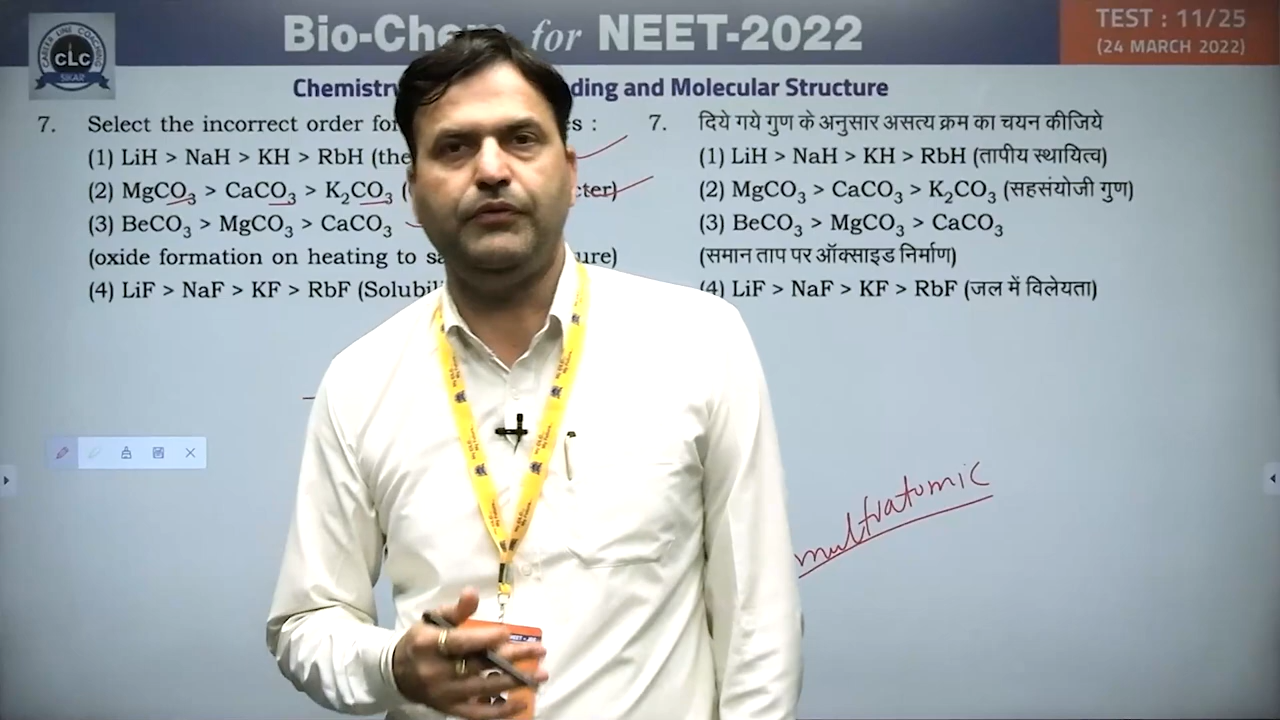 CAREER LINE COACHING
CLC
SIKAR
Bio-Chem for NEET-2022
TEST : 11/25
(24 MARCH 2022)
Chemistry ding and Molecular Structure
7. Select the incorrect order for s :
(1) LiH > NaH > KH > RbH (the
(2) MgCO₃ > CaCO₃ > K₂CO₃ ( cter)
(3) BeCO₃ > MgCO₃ > CaCO₃
(oxide formation on heating to sa ure)
(4) LiF > NaF > KF > RbF (Solubil
7. दिये गये गुण के अनुसार असत्य क्रम का चयन कीजिये
(1) LiH > NaH > KH > RbH (तापीय स्थायित्व)
(2) MgCO₃ > CaCO₃ > K₂CO₃ (सहसंयोजी गुण)
(3) BeCO₃ > MgCO₃ > CaCO₃
(समान ताप पर ऑक्साइड निर्माण)
(4) LiF > NaF > KF > RbF (जल में विलेयता)
multratomic